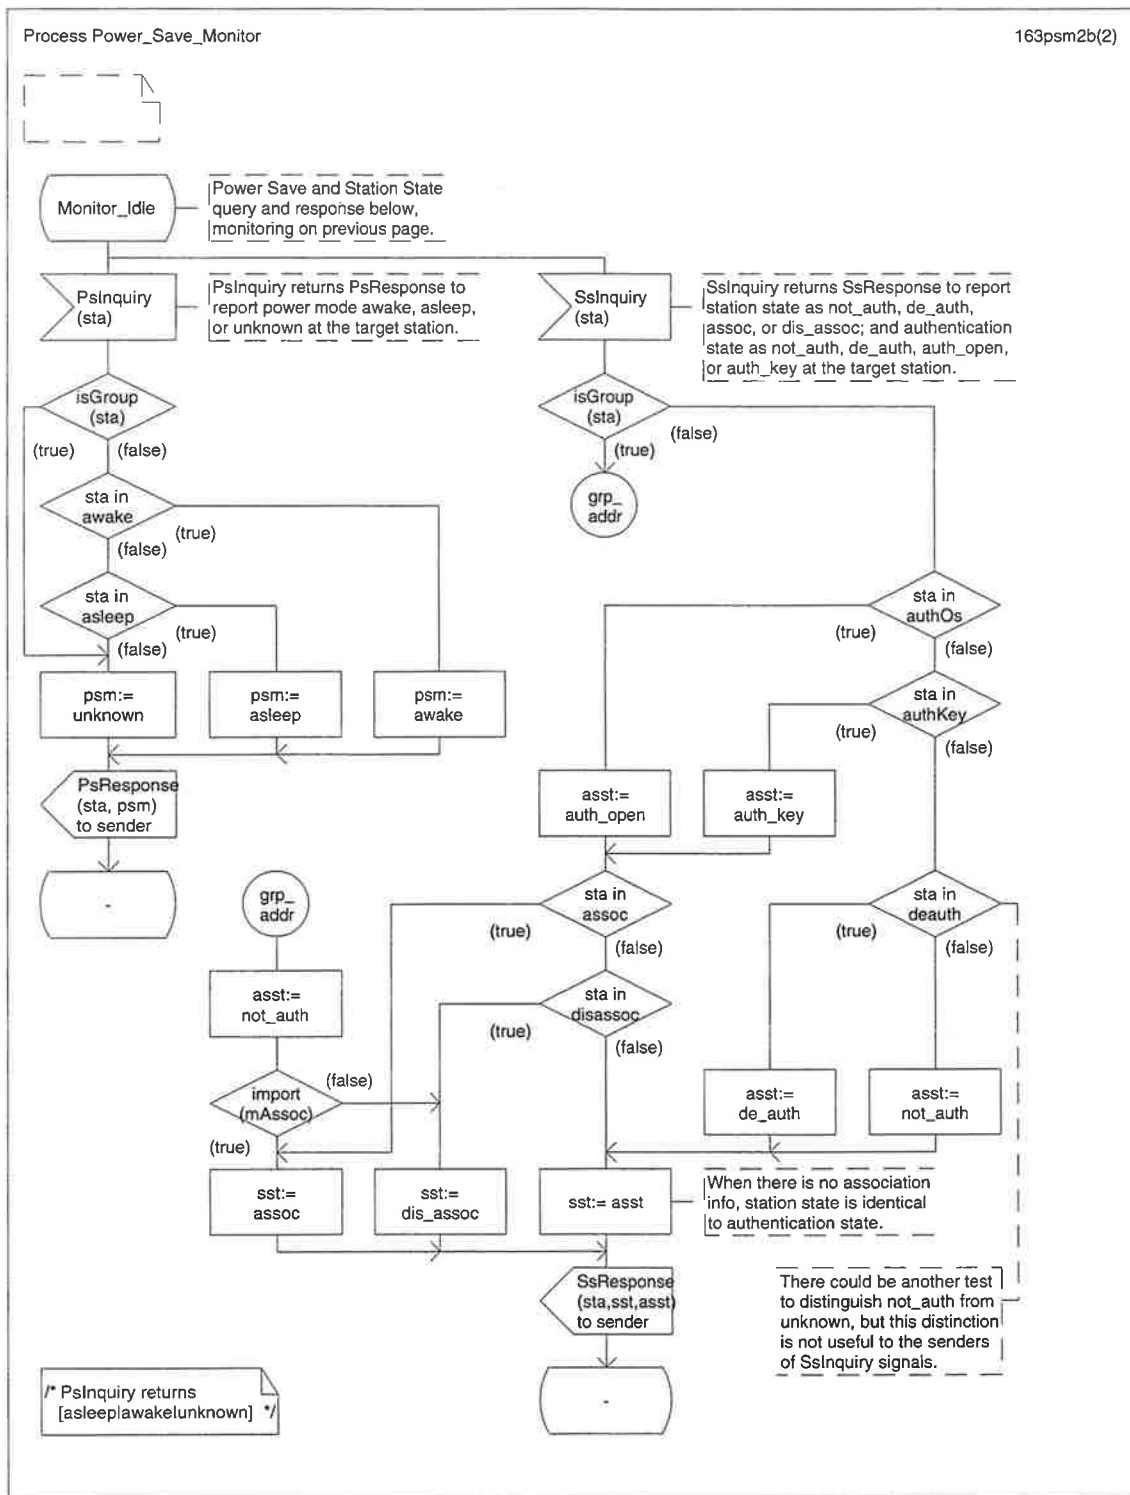 Process Power_Save_Monitor
163psm2b(2)
Monitor_Idle
Power Save and Station State
query and response below,
monitoring on previous page.
PsInquiry
(sta)
PsInquiry returns PsResponse to
report power mode awake, asleep,
or unknown at the target station.
SsInquiry
(sta)
SsInquiry returns SsResponse to report
station state as not_auth, de_auth,
assoc, or dis_assoc; and authentication
state as not_auth, de_auth, auth_open,
or auth_key at the target station.
isGroup
(sta)
(true)
(false)
isGroup
(sta)
(false)
(true)
grp_
addr
sta in
awake
(true)
(false)
sta in
asleep
(true)
(false)
sta in
authOs
(true)
(false)
psm:=
unknown
psm:=
asleep
psm:=
awake
sta in
authKey
(true)
(false)
PsResponse
(sta, psm)
to sender
asst:=
auth_open
asst:=
auth_key
-
grp_
addr
sta in
assoc
(true)
(false)
sta in
deauth
(true)
(false)
asst:=
not_auth
sta in
disassoc
(true)
(false)
import
(mAssoc)
(false)
(true)
asst:=
de_auth
asst:=
not_auth
sst:=
assoc
sst:=
dis_assoc
sst:= asst
When there is no association
info, station state is identical
to authentication state.
SsResponse
(sta,sst,asst)
to sender
There could be another test
to distinguish not_auth from
unknown, but this distinction
is not useful to the senders
of SsInquiry signals.
-
/* PsInquiry returns
[asleep|awake|unknown] */